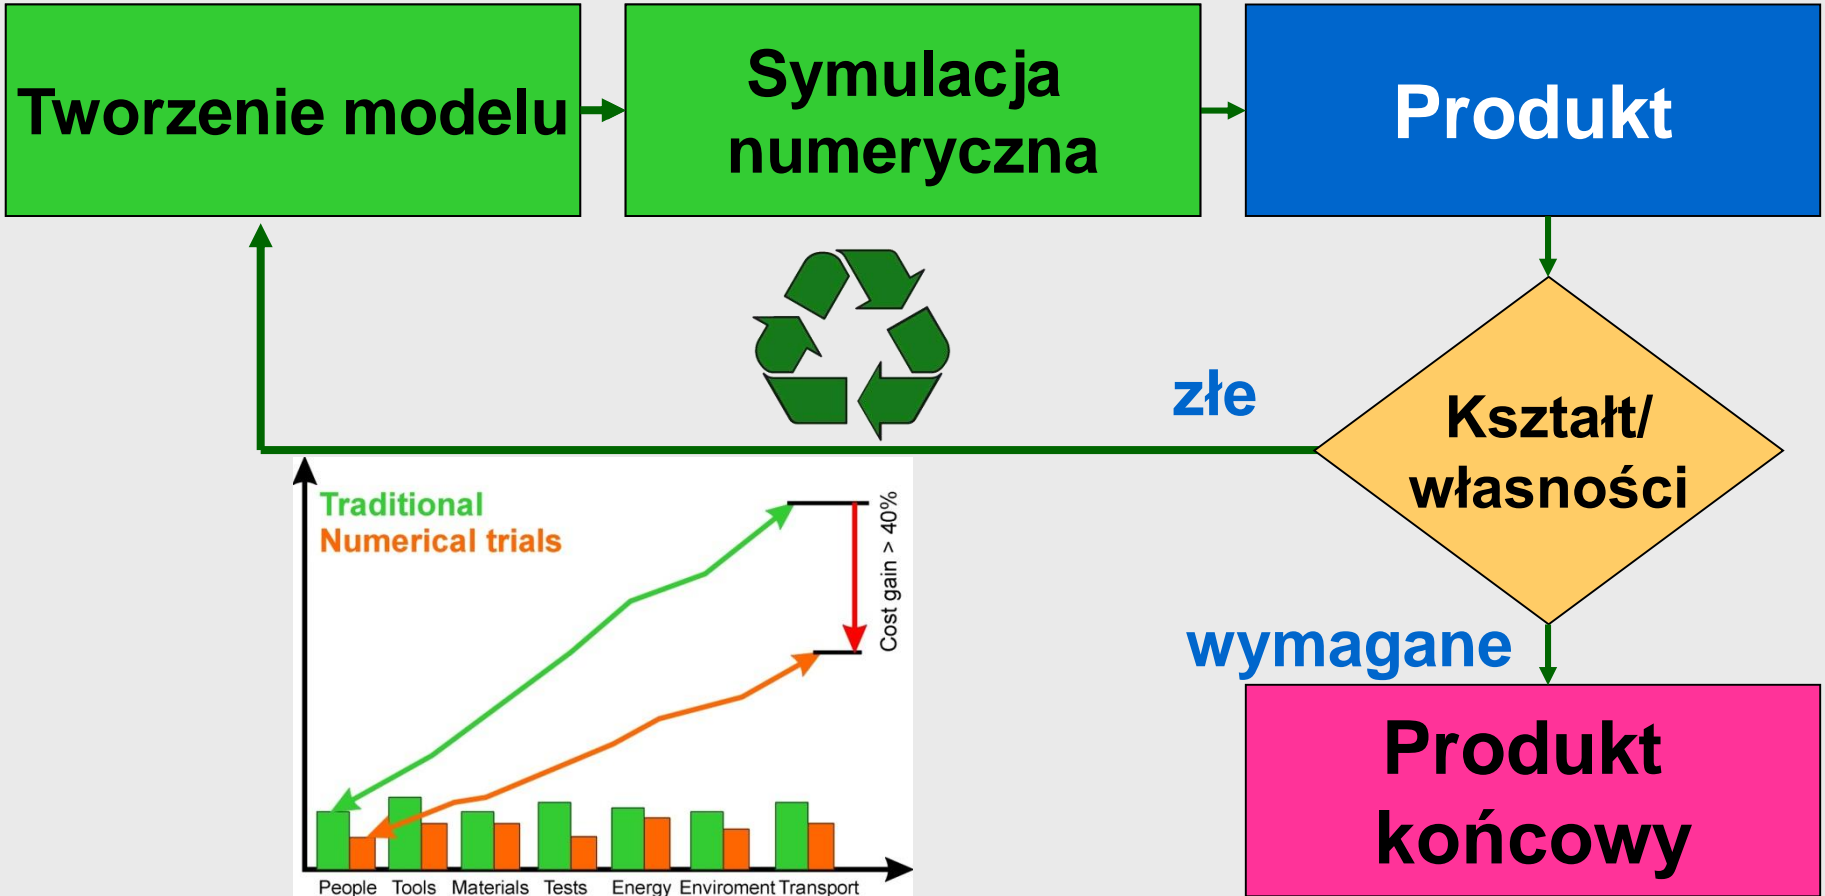 Tworzenie modelu
Symulacja
numeryczna
Produkt
złe
Kształt/
własności
wymagane
Produkt
końcowy
Traditional
Numerical trials
Cost gain > 40%
People Tools Materials Tests Energy Enviroment Transport